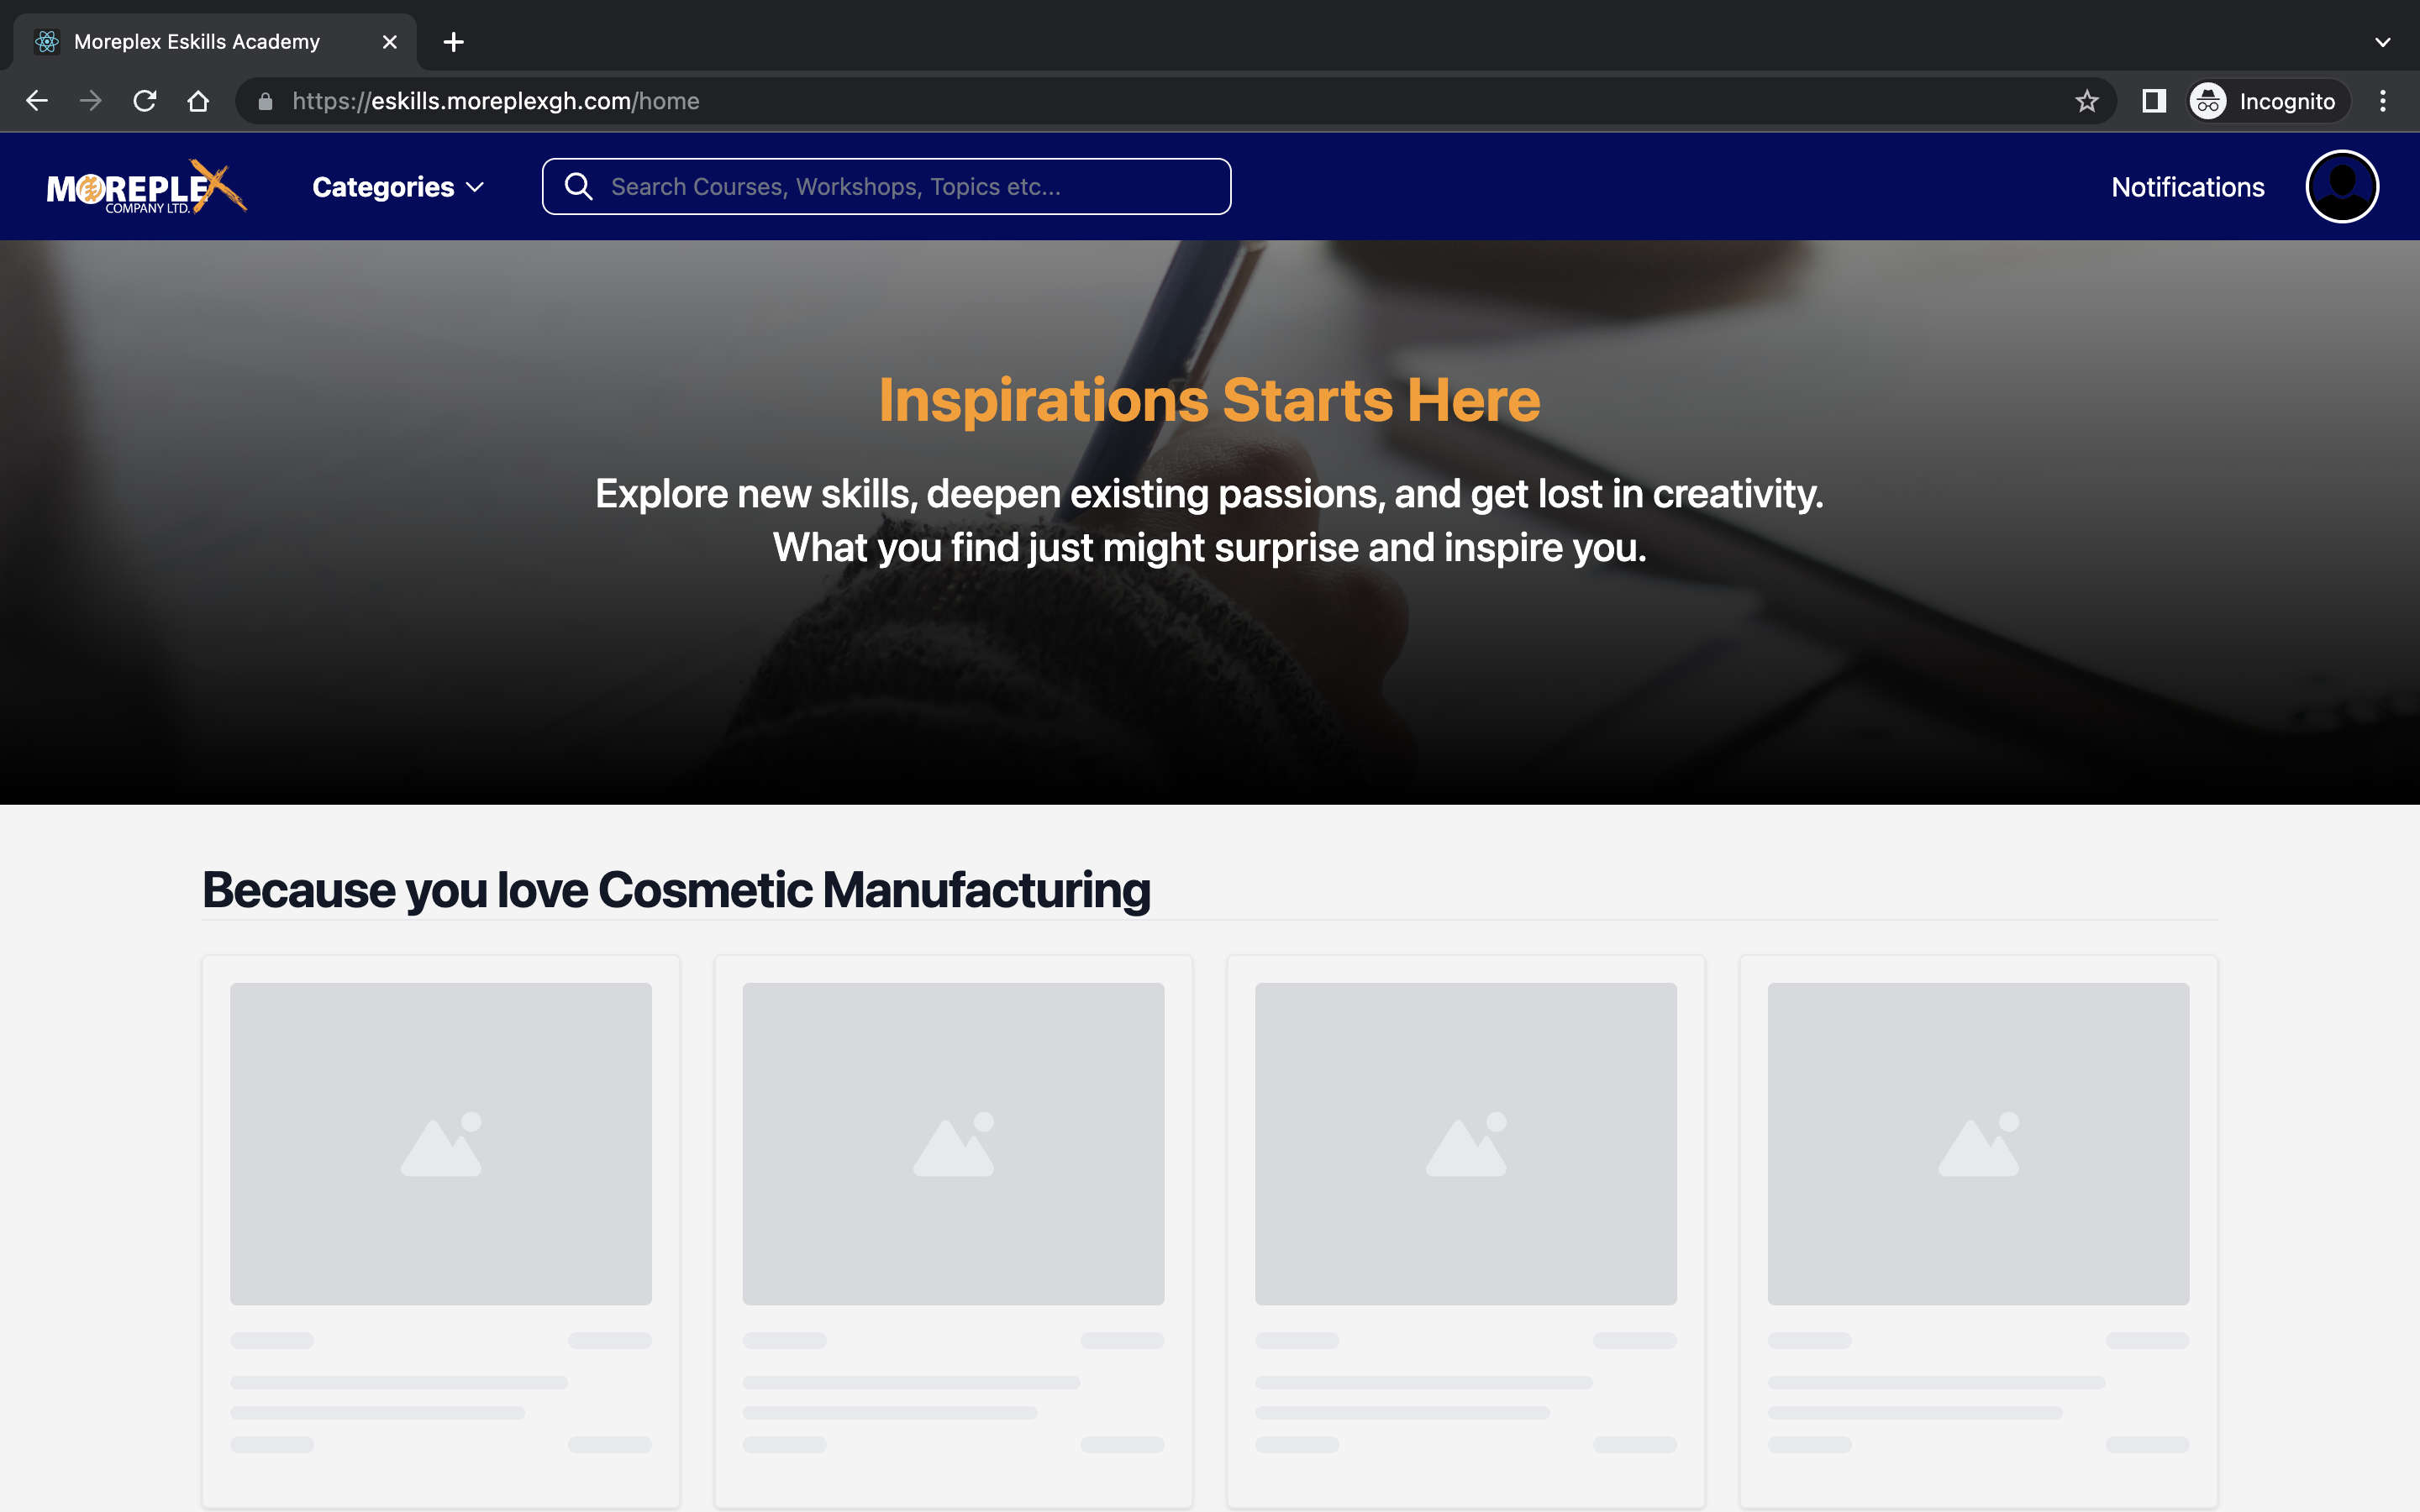 Moreplex Eskills Academy
https://eskills.moreplexgh.com/home
Incognito
MOREPLEX
COMPANY LTD.
Categories
Search Courses, Workshops, Topics etc...
Notifications
Inspirations Starts Here
Explore new skills, deepen existing passions, and get lost in creativity.
What you find just might surprise and inspire you.
Because you love Cosmetic Manufacturing